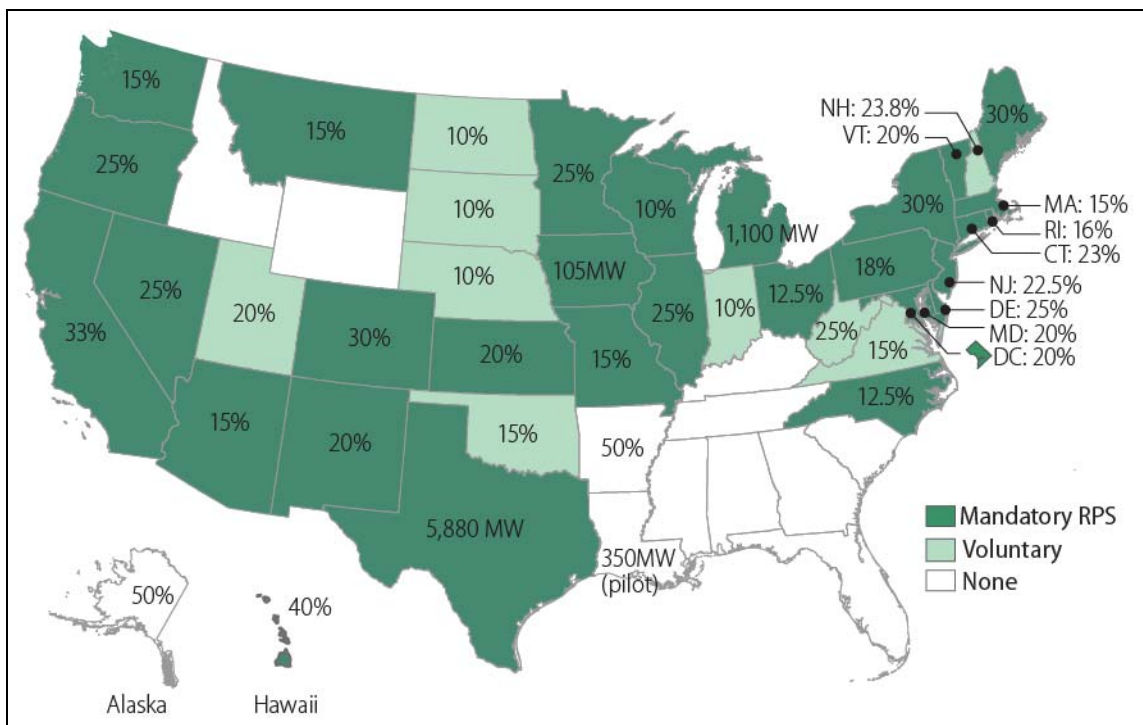 15%
15%
10%
25%
NH: 23.8%
VT: 20%
30%
25%
10%
10%
30%
MA: 15%
RI: 16%
CT: 23%
1,100 MW
10%
105MW
18%
NJ: 22.5%
DE: 25%
MD: 20%
DC: 20%
33%
25%
20%
30%
20%
15%
25%
10%
12.5%
25%
15%
12.5%
15%
20%
15%
50%
5,880 MW
350MW
(pilot)
Mandatory RPS
Voluntary
None
50%
40%
Alaska
Hawaii